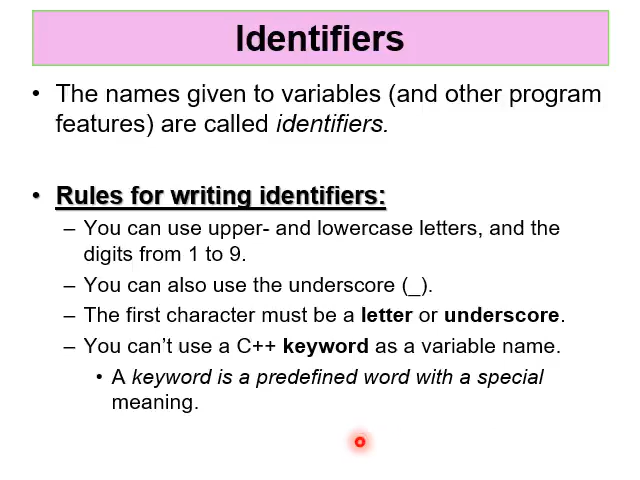 Identifiers
• The names given to variables (and other program
features) are called identifiers.
• Rules for writing identifiers:
– You can use upper- and lowercase letters, and the
digits from 1 to 9.
– You can also use the underscore (_).
– The first character must be a letter or underscore.
– You can’t use a C++ keyword as a variable name.
• A keyword is a predefined word with a special
meaning.